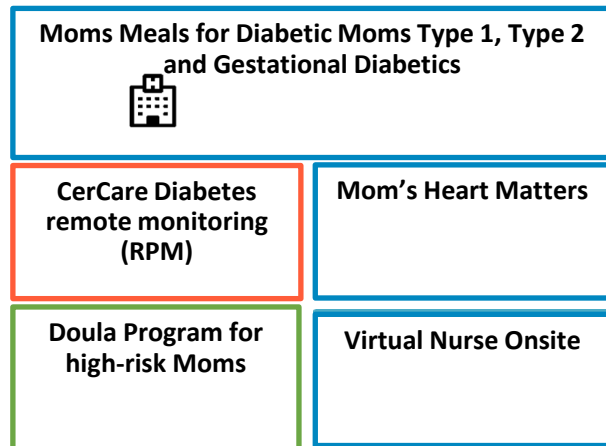 Moms Meals for Diabetic Moms Type 1, Type 2
and Gestational Diabetics
H
CerCare Diabetes
remote monitoring
(RPM)
Mom's Heart Matters
Doula Program for
high-risk Moms
Virtual Nurse Onsite